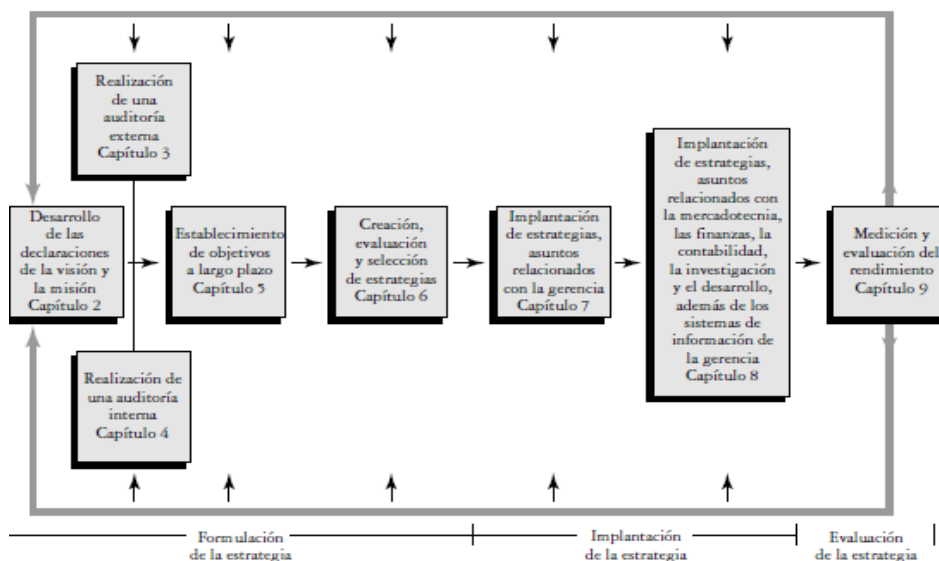 Realización
de una
auditoría
externa
Capítulo 3
Desarrollo
de las
declaraciones
de la visión y
la misión
Capítulo 2
Realización de
una auditoría
interna
Capítulo 4
Establecimiento
de objetivos
a largo plazo
Capítulo 5
Creación,
evaluación
y selección
de estrategias
Capítulo 6
Implantación
de estrategias,
asuntos
relacionados
con la gerencia
Capítulo 7
Implantación
de estrategias,
asuntos
relacionados con
la mercadotecnia,
las finanzas, la
contabilidad,
la investigación
y el desarrollo,
además de los
sistemas de
información de
la gerencia
Capítulo 8
Medición y
evaluación del
rendimiento
Capítulo 9
Formulación
de la estrategia
Implantación
de la estrategia
Evaluación
de la estrategia